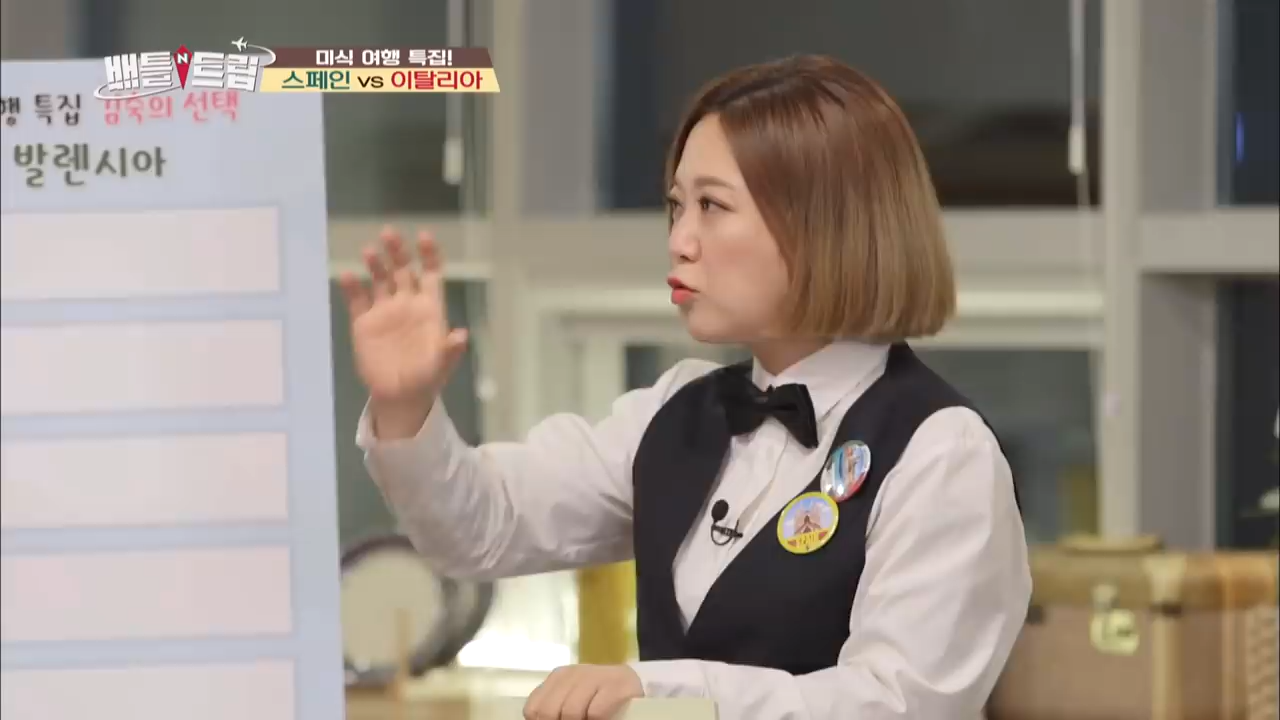 배틀트립
N
미식 여행 특집!
스페인 vs 이탈리아
행 특집 김숙의 선택
발렌시아